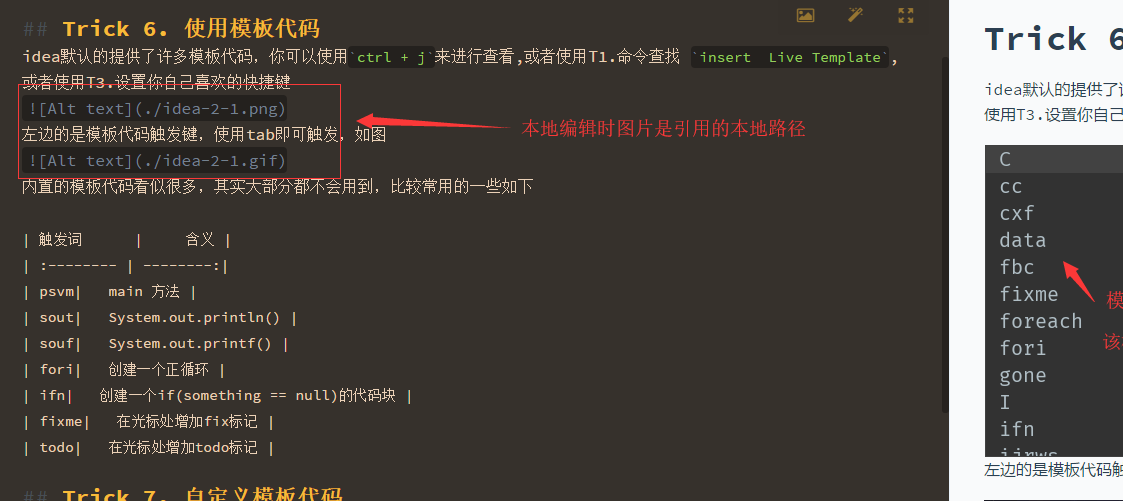 ## Trick 6. 使用模板代码
idea默认的提供了许多模板代码，你可以使用`ctrl + j`来进行查看,或者使用T1.命令查找 `insert  Live Template`,
或者使用T3.设置你自己喜欢的快捷键
![Alt text](./idea-2-1.png)
左边的是模板代码触发键，使用tab即可触发，如图
![Alt text](./idea-2-1.gif)
内置的模板代码看似很多，其实大部分都不会用到，比较常用的一些如下
| 触发词      |     含义 |
| :-------- | --------:|
| psvm|   main 方法 |
| sout|   System.out.println() |
| souf|   System.out.printf() |
| fori|   创建一个正循环 |
| ifn|   创建一个if(something == null)的代码块 |
| fixme|   在光标处增加fix标记 |
| todo|   在光标处增加todo标记 |
## Trick 7. 自定义模板代码
本地编辑时图片是引用的本地路径
Trick 6
idea默认的提供了
使用T3.设置你自己
C
cc
cxf
data
fbc
fixme
foreach
fori
gone
I
ifn
模
该
左边的是模板代码触